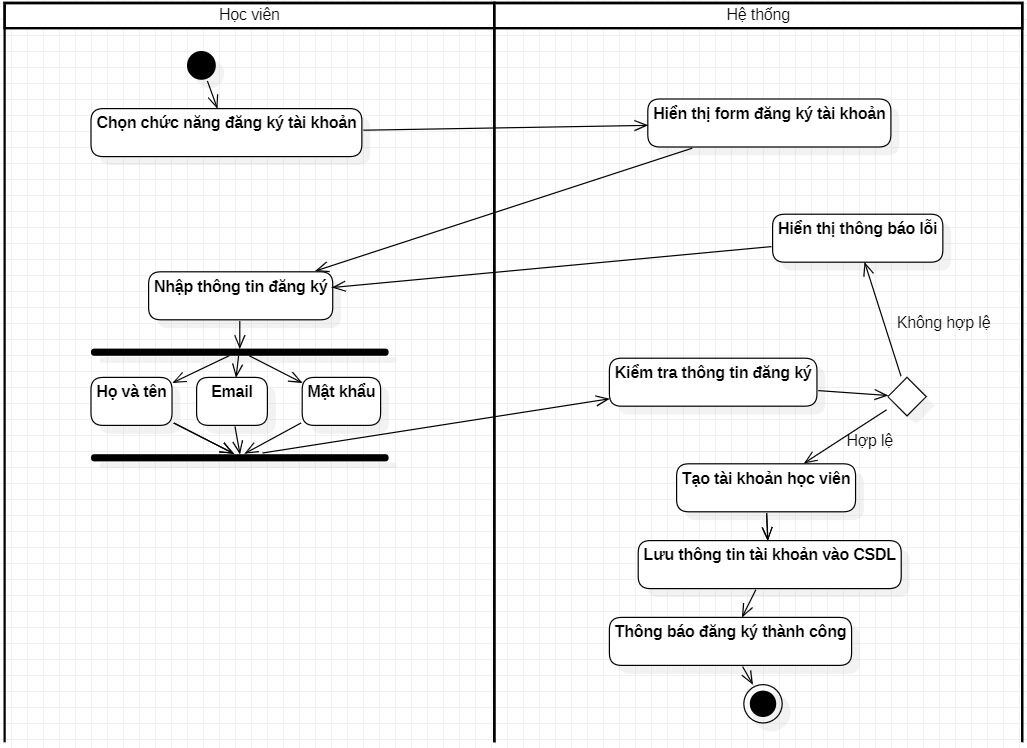 Học viên
Hệ thống
Chọn chức năng đăng ký tài khoản
Hiển thị form đăng ký tài khoản
Hiển thị thông báo lỗi
Nhập thông tin đăng ký
Không hợp lệ
Họ và tên
Email
Mật khẩu
Kiểm tra thông tin đăng ký
Hợp lệ
Tạo tài khoản học viên
Lưu thông tin tài khoản vào CSDL
Thông báo đăng ký thành công